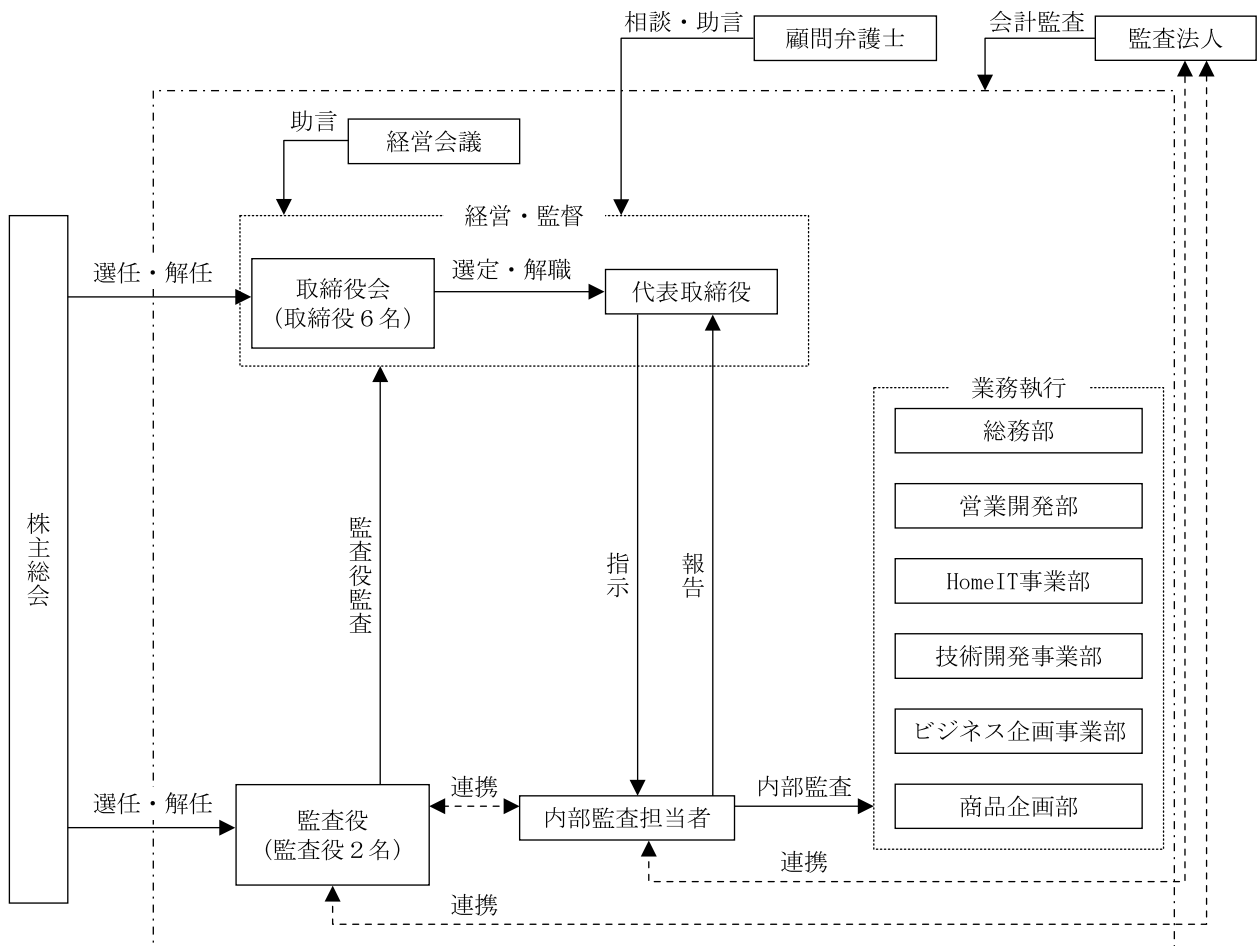 相談・助言
顧問弁護士
会計監査
監査法人
助言
経営会議
経営・監督
選任・解任
取締役会
(取締役6名)
選定・解職
代表取締役
業務執行
総務部
営業開発部
HomeIT事業部
技術開発事業部
ビジネス企画事業部
商品企画部
株主総会
監査役監査
指示
報告
選任・解任
監査役
(監査役2名)
連携
内部監査担当者
内部監査
連携
連携